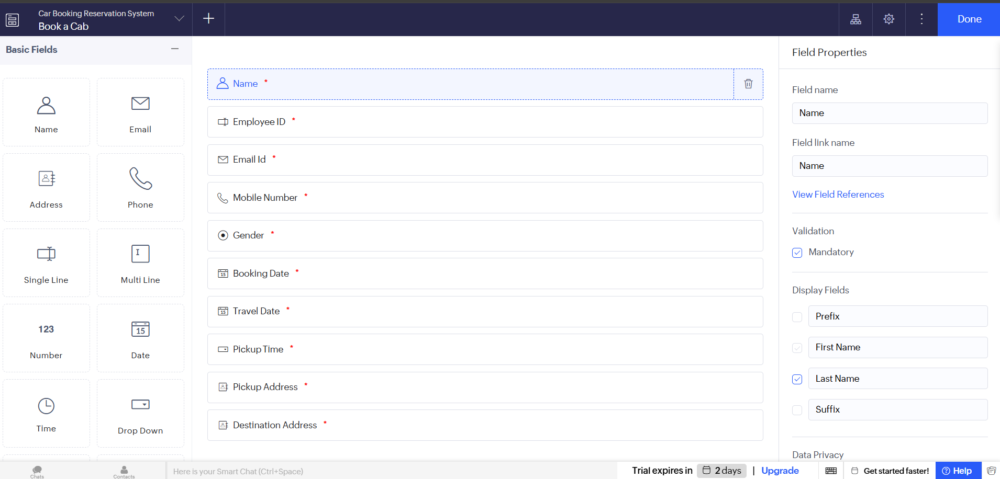 Car Booking Reservation System
Book a Cab
Done
Basic Fields
Name
Email
Address
Phone
Single Line
Multi Line
123
Number
15
Date
Time
Drop Down
Name *
Employee ID *
Email Id *
Mobile Number *
Gender *
15 Booking Date *
15 Travel Date *
Pickup Time *
Pickup Address *
Destination Address *
Field Properties
Field name
Name
Field link name
Name
View Field References
Validation
Mandatory
Display Fields
Prefix
First Name
Last Name
Suffix
Data Privacy
Chats
Contacts
Here is your Smart Chat (Ctrl+Space)
Trial expires in 2 days | Upgrade
Get started faster!
? Help